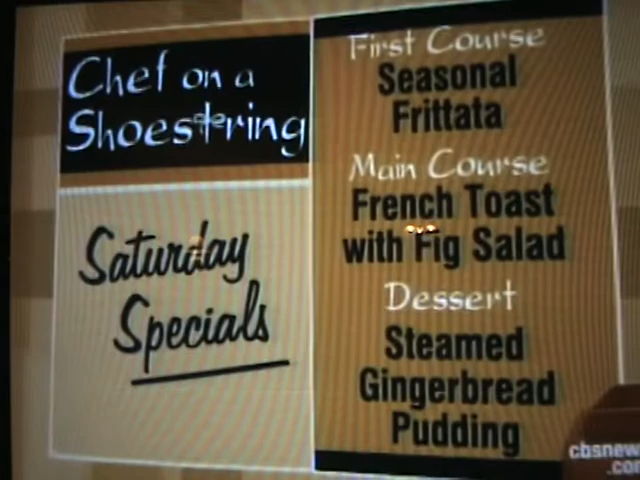 Chef on a
Shoestring
Saturday
Specials
First Course
Seasonal
Frittata
Main Course
French Toast
with Fig Salad
Dessert
Steamed
Gingerbread
Pudding
cbsnew
.com